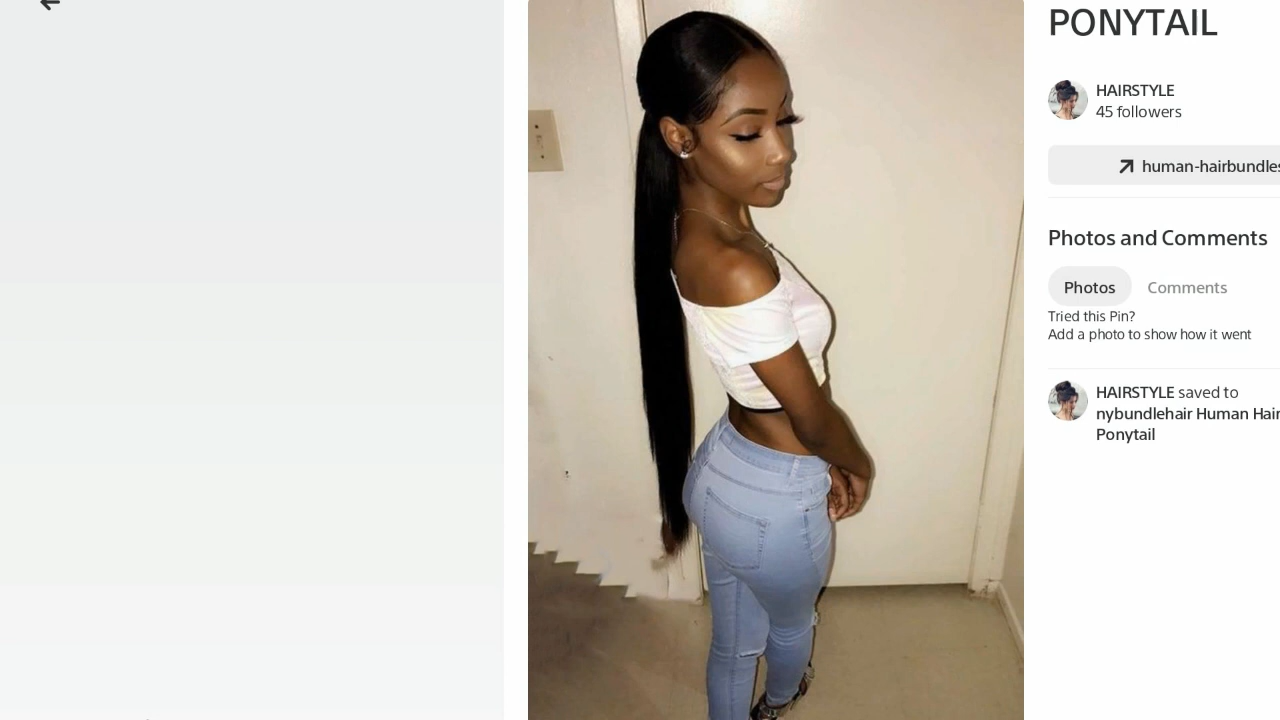 PONYTAIL
HAIRSTYLE
45 followers
human-hairbundles
Photos and Comments
Photos
Comments
Tried this Pin?
Add a photo to show how it went
HAIRSTYLE saved to
nybundlehair Human Hair
Ponytail